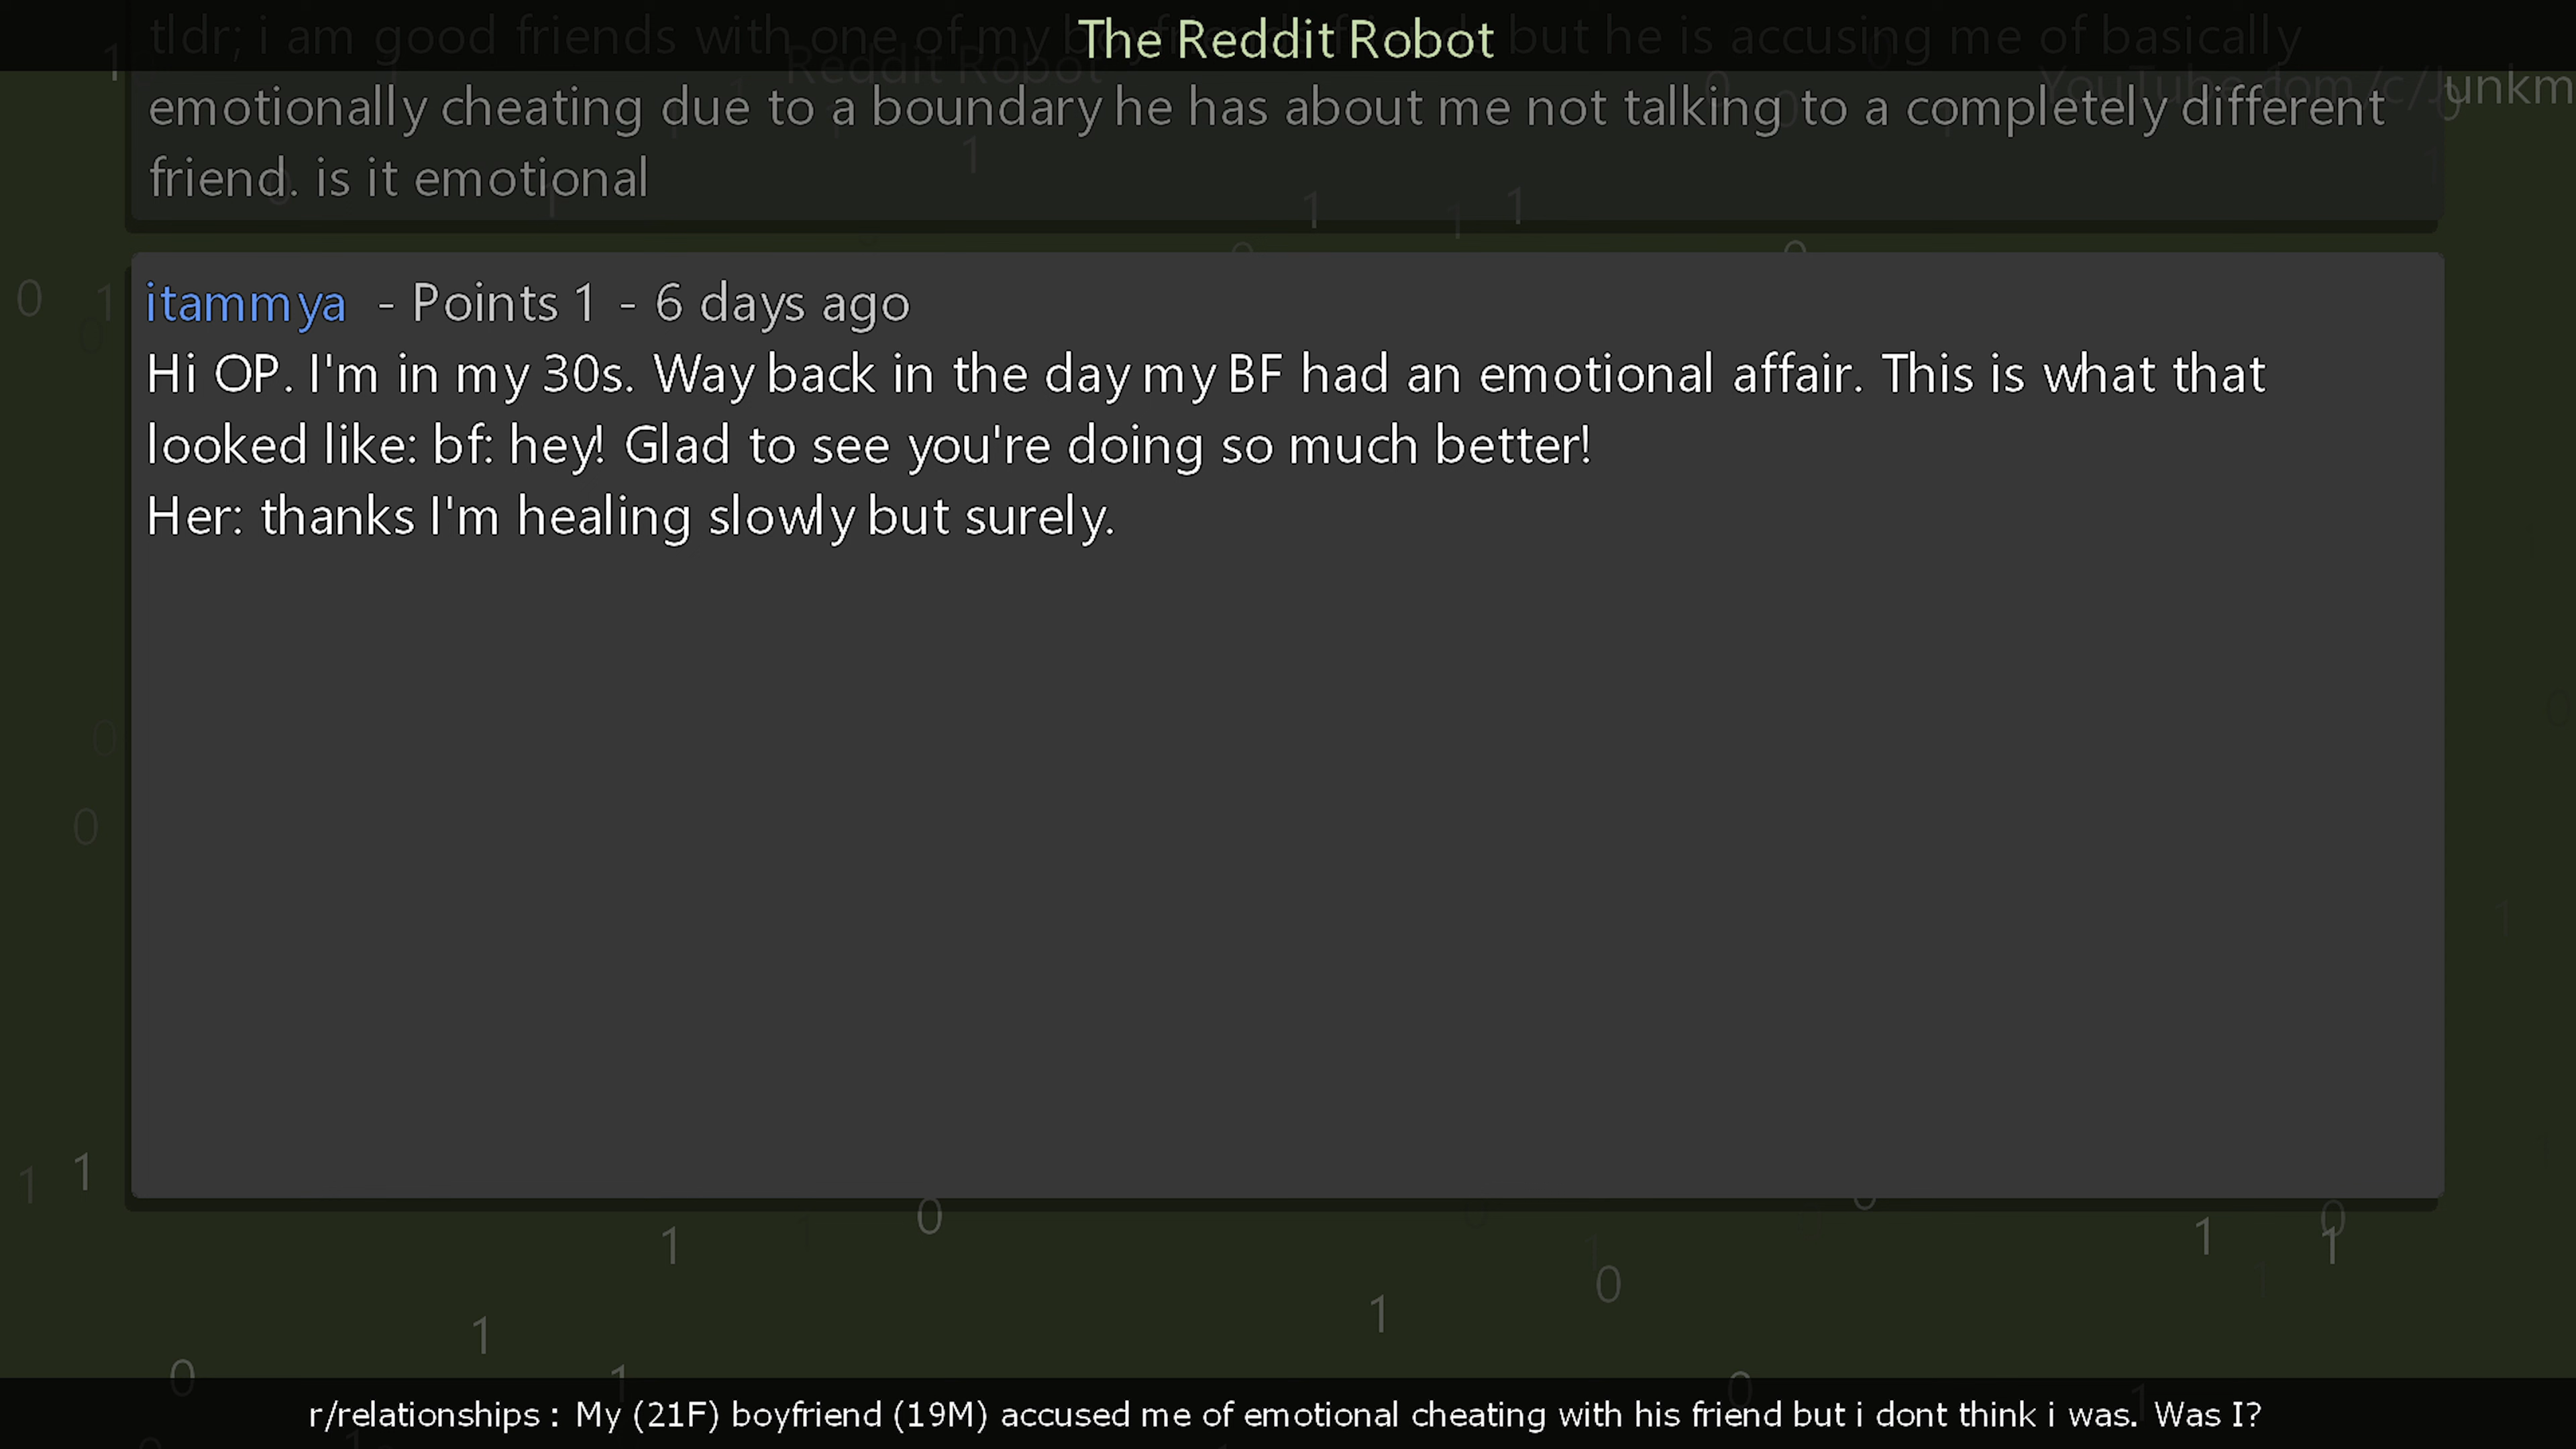 The Reddit Robot
tldr; i am good friends with one of my but he is accusing me of basically
Reddit Robot
YouTube
emotionally cheating due to a boundary he has about me not talking to a completely different
friend. is it emotional
itammya - Points 1 - 6 days ago
Hi OP. I'm in my 30s. Way back in the day my BF had an emotional affair. This is what that
looked like: bf: hey! Glad to see you're doing so much better!
Her: thanks I'm healing slowly but surely.
r/relationships : My (21F) boyfriend (19M) accused me of emotional cheating with his friend but i dont think i was. Was I?